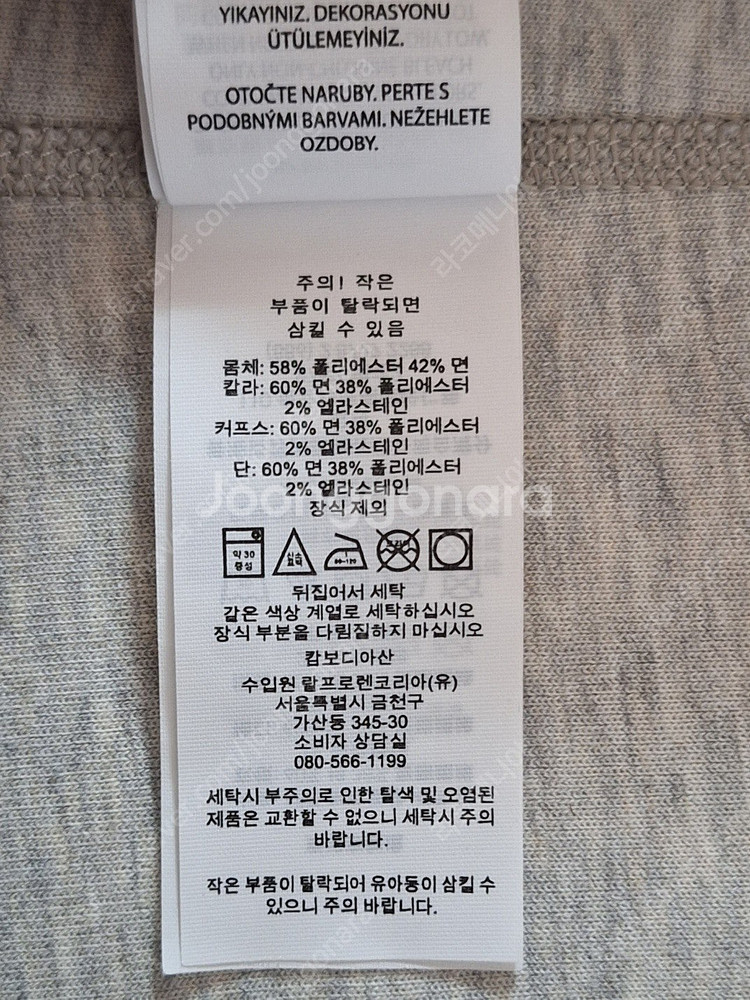 YIKAYINIZ. DEKORASYONU
ÜTÜLEMEYİNİZ.
OTOČTE NARUBY. PERTE S
PODOBNÝMI BARVAMI. NEŽEHLETE
OZDOBY.
주의! 작은
부품이 탈락되면
삼킬 수 있음
몸체: 58% 폴리에스터 42% 면
칼라: 60% 면 38% 폴리에스터
2% 엘라스테인
커프스: 60% 면 38% 폴리에스터
2% 엘라스테인
단: 60% 면 38% 폴리에스터
2% 엘라스테인
장식 제외
약 30
중성
뒤집어서 세탁
같은 색상 계열로 세탁하십시오
장식 부분을 다림질하지 마십시오
캄보디아산
수입원 랄프로렌코리아(유)
서울특별시 금천구
가산동 345-30
소비자 상담실
080-566-1199
세탁시 부주의로 인한 탈색 및 오염된
제품은 교환할 수 없으니 세탁시 주의
바랍니다.
작은 부품이 탈락되어 유아동이 삼킬 수
있으니 주의 바랍니다.
Joonggonara